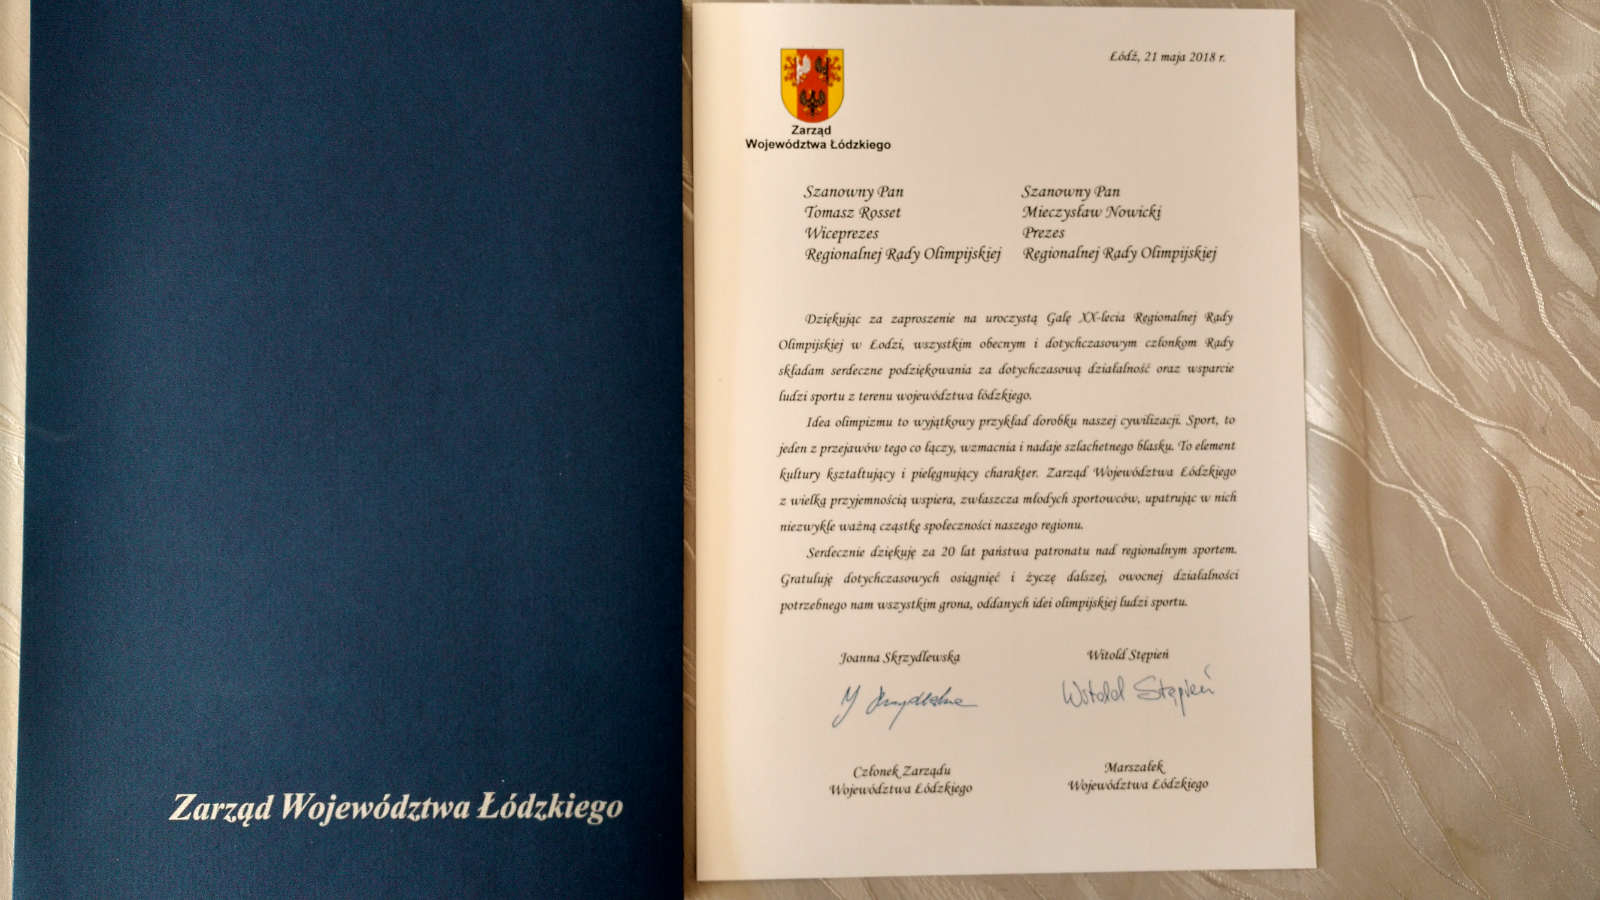 Zarząd Województwa Łódzkiego
Łódź, 21 maja 2018 r.
Zarząd
Województwa Łódzkiego
Szanowny Pan
Tomasz Rosset
Wiceprezes
Regionalnej Rady Olimpijskiej
Szanowny Pan
Mieczysław Nowicki
Prezes
Regionalnej Rady Olimpijskiej
Dziękując za zaproszenie na uroczystą Galę XX-lecia Regionalnej Rady
Olimpijskiej w Łodzi, wszystkim obecnym i dotychczasowym członkom Rady
składam serdeczne podziękowania za dotychczasową działalność oraz wsparcie
ludzi sportu z terenu województwa łódzkiego.
Idea olimpizmu to wyjątkowy przykład dorobku naszej cywilizacji. Sport, to
jeden z przejawów tego co łączy, wzmacnia i nadaje szlachetnego blasku. To element
kultury kształtujący i pielęgnujący charakter. Zarząd Województwa Łódzkiego
z wielką przyjemnością wspiera, zwłaszcza młodych sportowców, upatrując w nich
niezwykle ważną cząstkę społeczności naszego regionu.
Serdecznie dziękuję za 20 lat państwa patronatu nad regionalnym sportem.
Gratuluję dotychczasowych osiągnięć i życzę dalszej, owocnej działalności
potrzebnego nam wszystkim grona, oddanych idei olimpijskiej ludzi sportu.
Joanna Skrzydlewska
Witold Stępień
Witold Stępień
Członek Zarządu
Województwa Łódzkiego
Marszałek
Województwa Łódzkiego